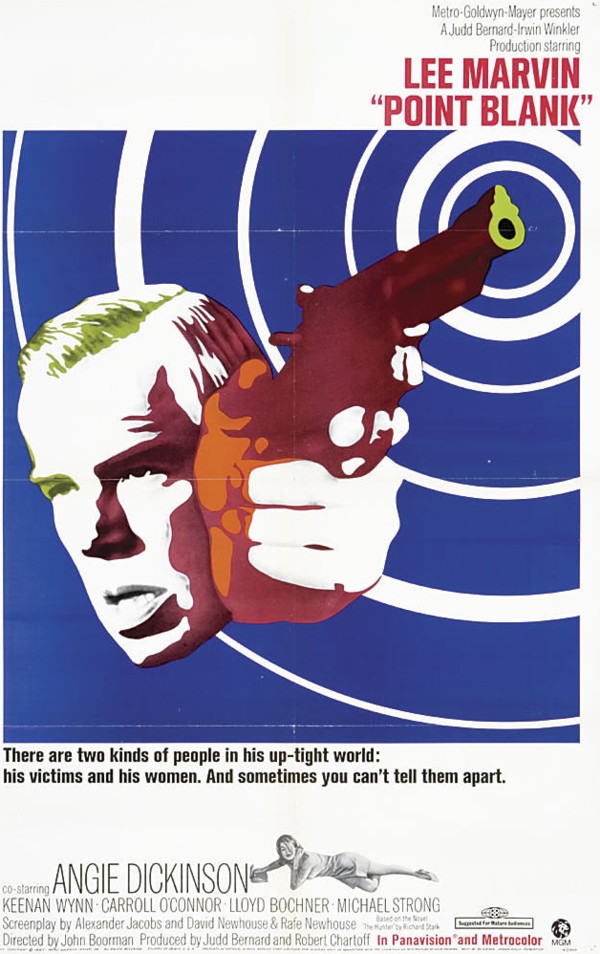 Metro-Goldwyn-Mayer presents
A Judd Bernard-Irwin Winkler
Production starring
LEE MARVIN
"POINT BLANK"
There are two kinds of people in his up-tight world:
his victims and his women. And sometimes you can't tell them apart.
co-starring ANGIE DICKINSON
KEENAN WYNN · CARROLL O'CONNOR · LLOYD BOCHNER · MICHAEL STRONG
Screenplay by Alexander Jacobs and David Newhouse & Rafe Newhouse
Based on the Novel
"The Hunter" by Richard Stark
Directed by John Boorman Produced by Judd Bernard and Robert Chartoff
In Panavision® and Metrocolor
Suggested For Mature Audiences
MGM